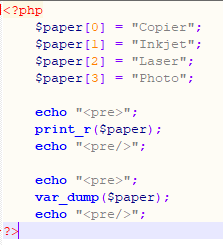 <?php
$paper[0] = "Copier";
$paper[1] = "Inkjet";
$paper[2] = "Laser";
$paper[3] = "Photo";
echo "<pre>";
print_r($paper);
echo "<pre/>";
echo "<pre>";
var_dump($paper);
echo "<pre/>";
?>